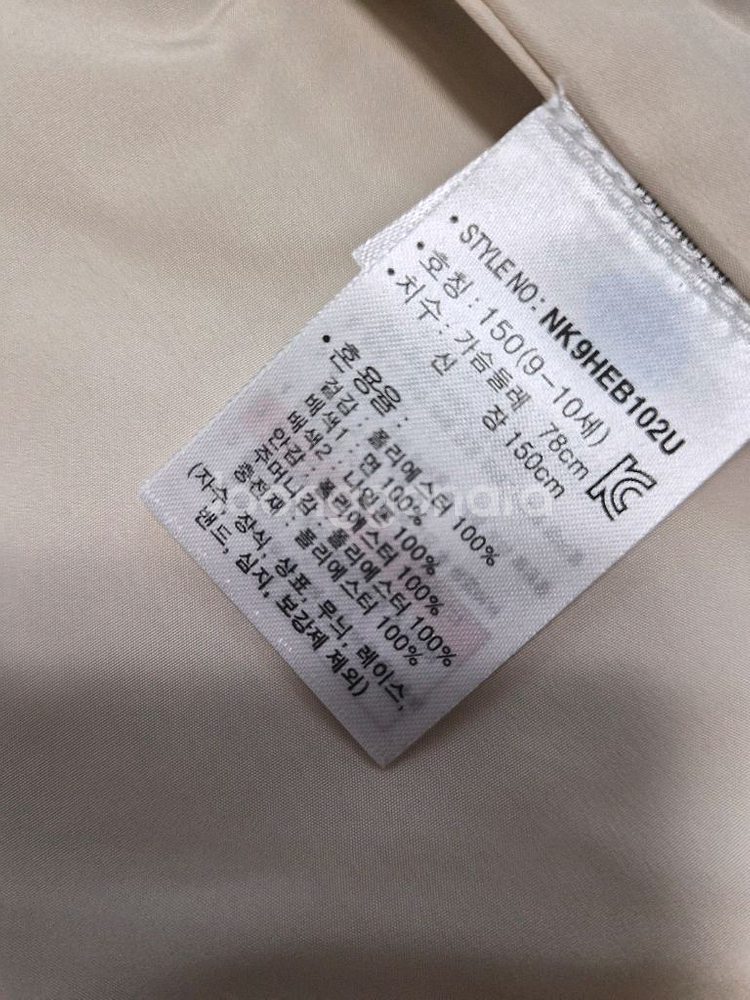 • STYLE NO : NK9HEB102U
• 호칭 : 150(9-10세)
• 치수 : 가슴둘레 78cm
신 장 150cm
• 혼용율 :
겉감 : 폴리에스터 100%
배색1 : 면 100%
배색2 : 나일론 100%
안감 : 폴리에스터 100%
주머니감 : 폴리에스터 100%
충전재 : 폴리에스터 100%
(자수, 장식, 상표, 무늬, 레이스,
밴드, 심지, 보강제 제외)
joonggonara